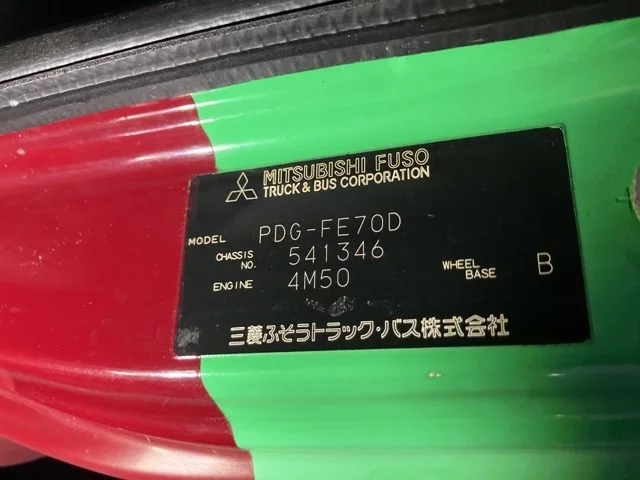 MITSUBISHI FUSO
TRUCK & BUS CORPORATION
MODEL PDG-FE70D
CHASSIS NO. 541346
ENGINE 4M50
WHEEL BASE B
三菱ふそうトラック・バス株式会社